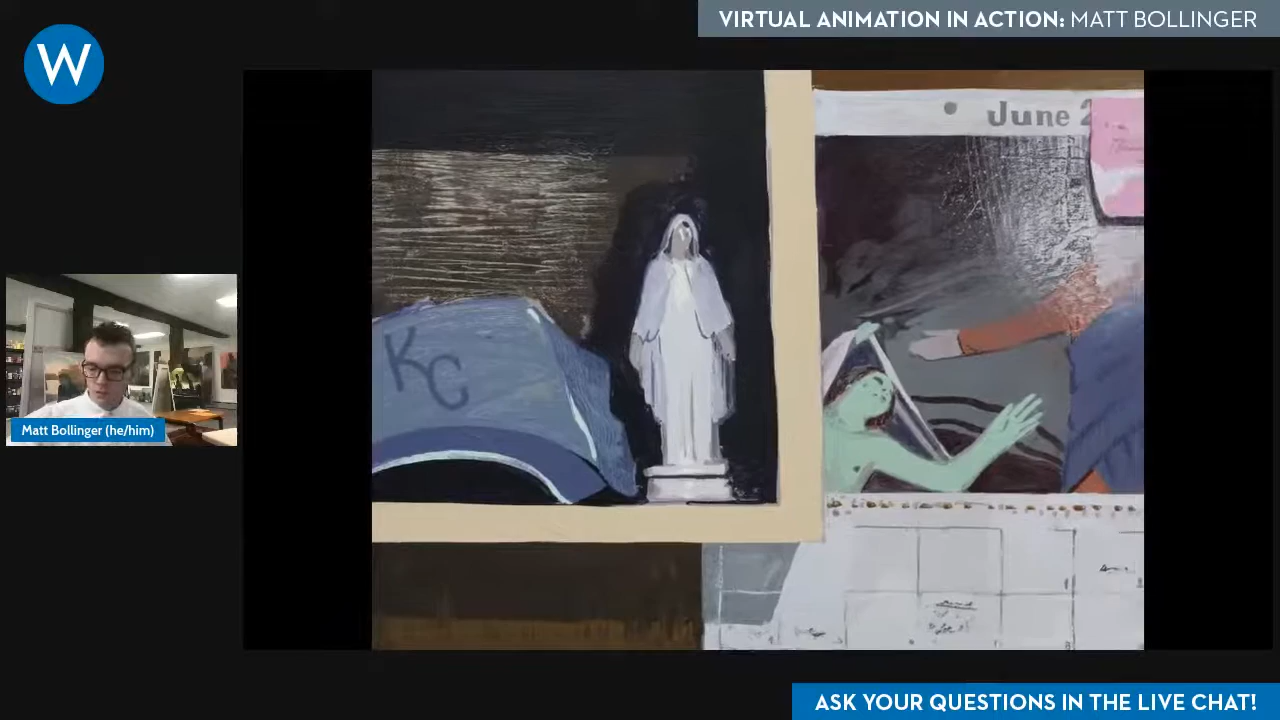 VIRTUAL ANIMATION IN ACTION: MATT BOLLINGER
W
June
KC
Matt Bollinger (he/him)
ASK YOUR QUESTIONS IN THE LIVE CHAT!